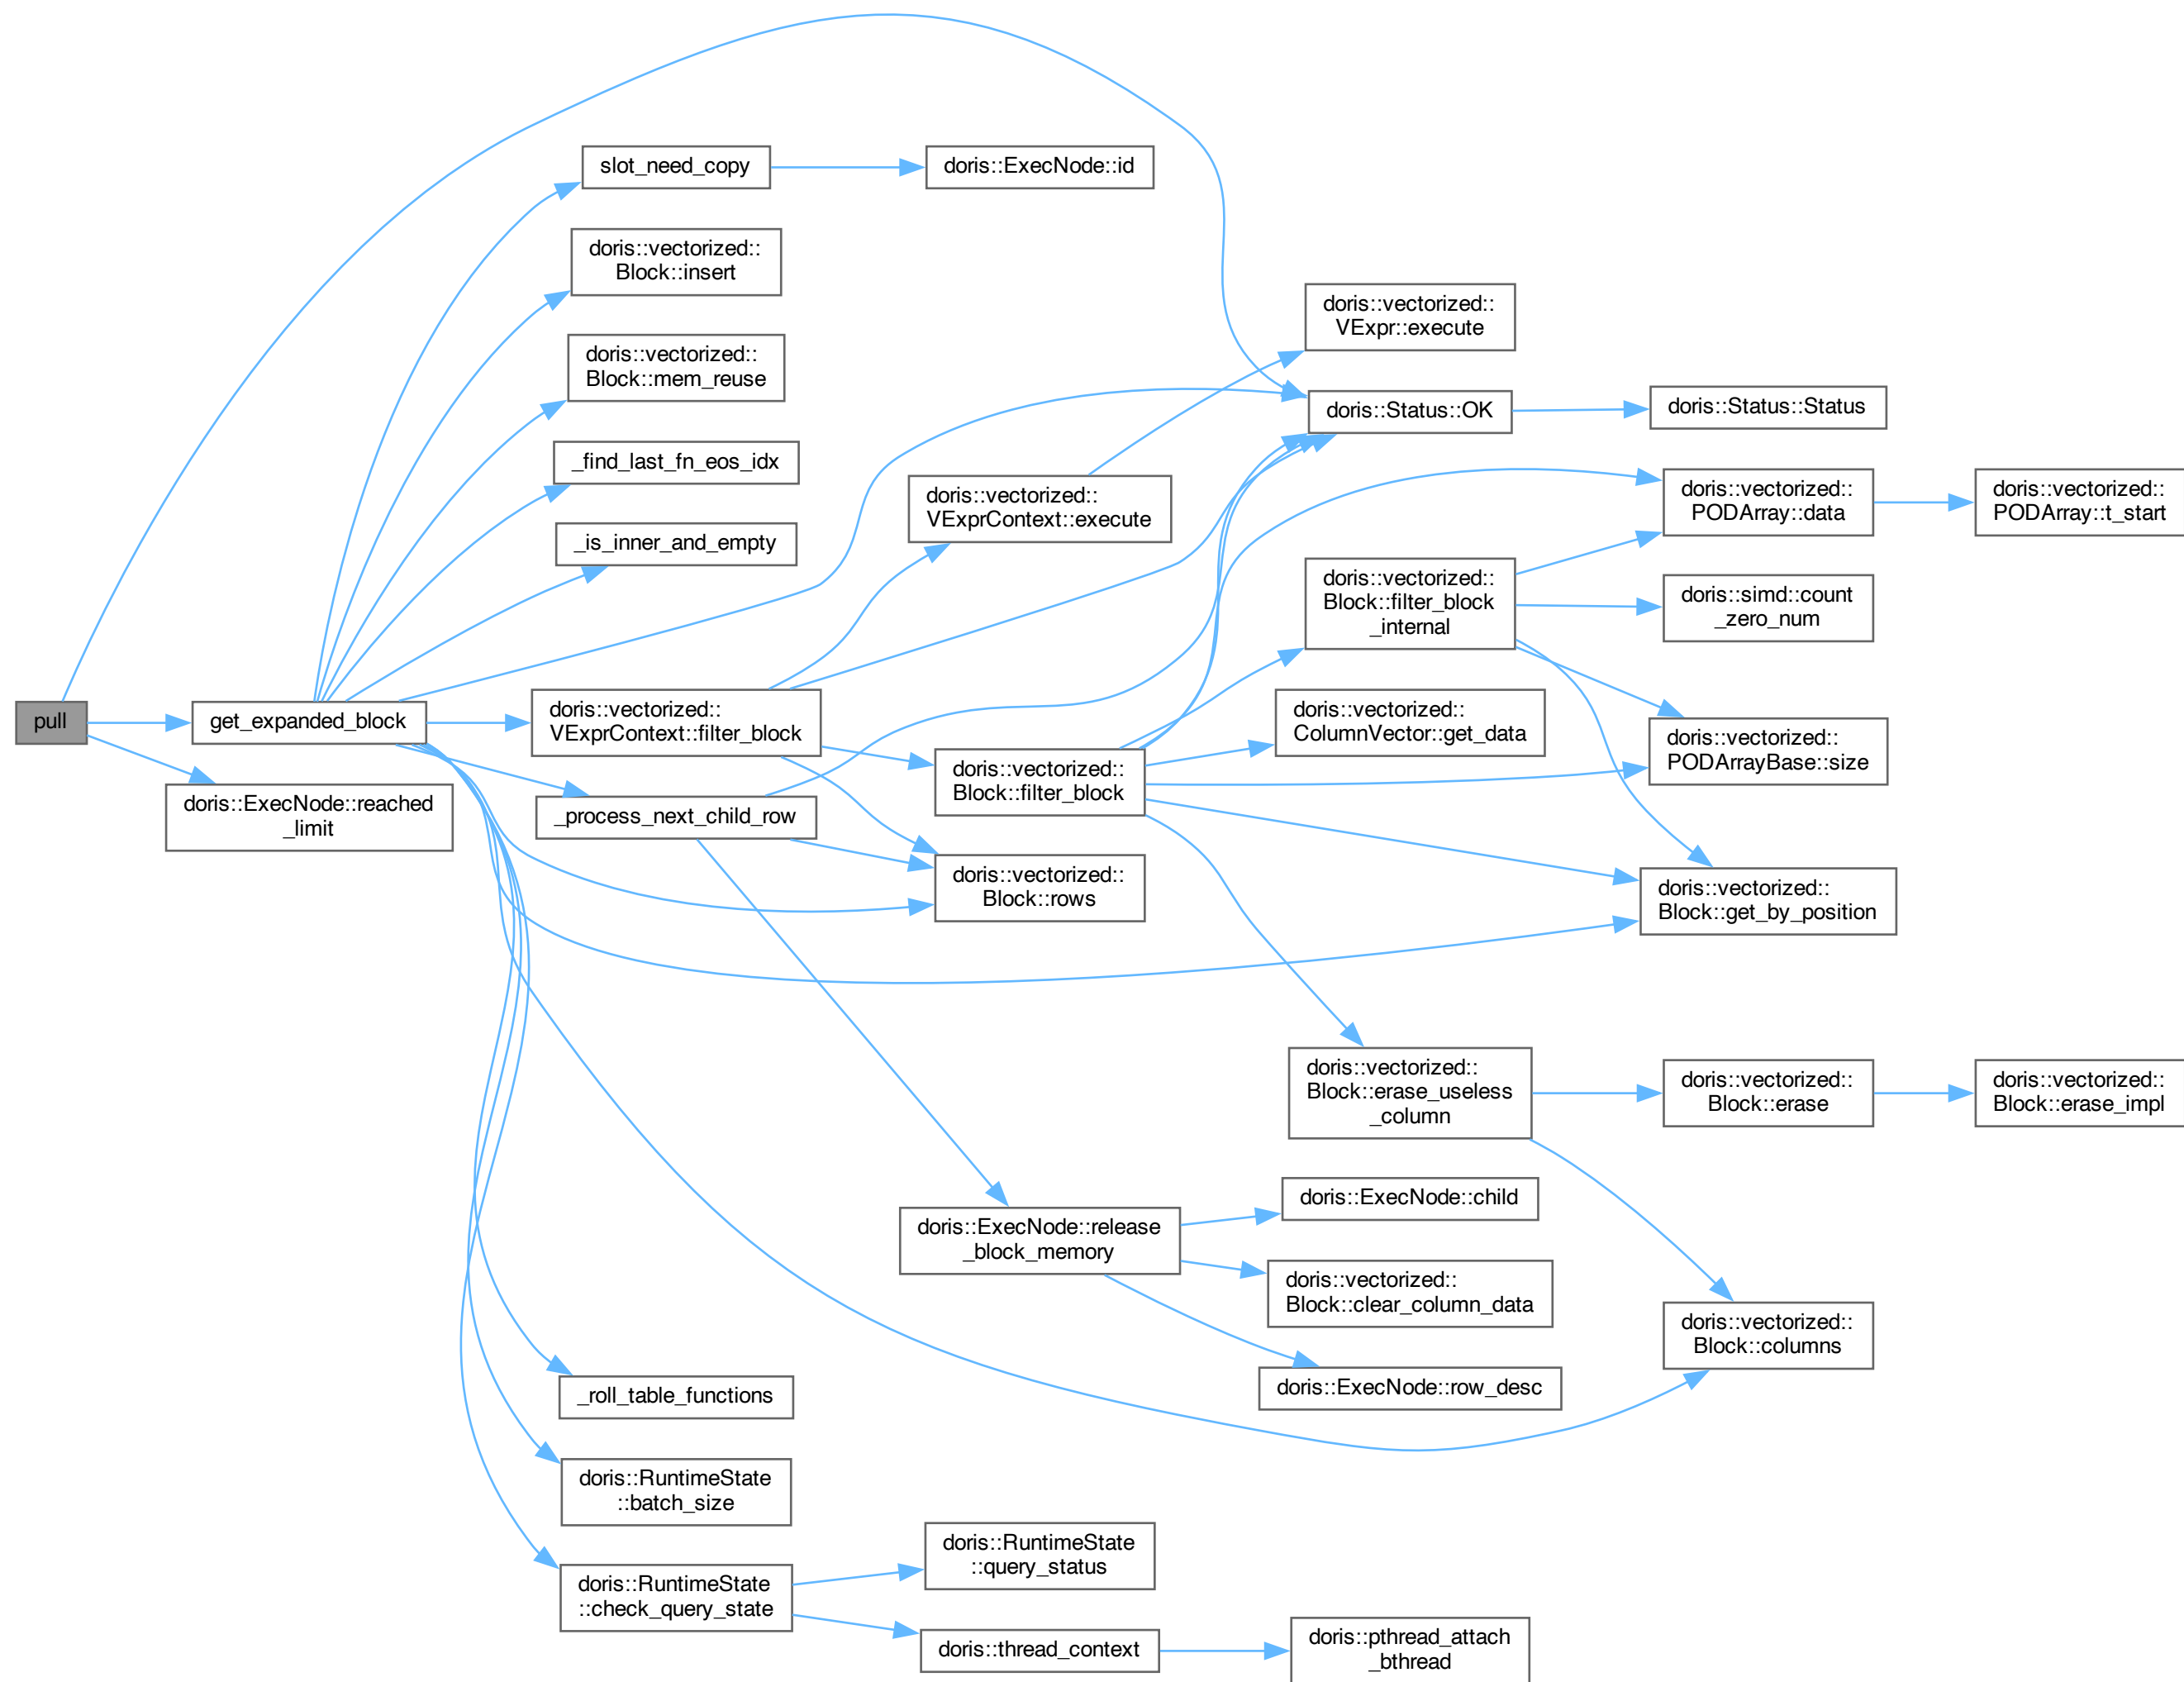 pull
get_expanded_block
doris::ExecNode::reached
_limit
slot_need_copy
doris::vectorized::
Block::insert
doris::vectorized::
Block::mem_reuse
_find_last_fn_eos_idx
_is_inner_and_empty
doris::vectorized::
VExprContext::filter_block
_process_next_child_row
_roll_table_functions
doris::RuntimeState
::batch_size
doris::RuntimeState
::check_query_state
doris::ExecNode::id
doris::vectorized::
VExprContext::execute
doris::vectorized::
Block::filter_block
doris::vectorized::
Block::rows
doris::ExecNode::release
_block_memory
doris::RuntimeState
::query_status
doris::thread_context
doris::vectorized::
VExpr::execute
doris::Status::OK
doris::vectorized::
Block::filter_block
_internal
doris::vectorized::
ColumnVector::get_data
doris::vectorized::
Block::erase_useless
_column
doris::ExecNode::child
doris::vectorized::
Block::clear_column_data
doris::ExecNode::row_desc
doris::pthread_attach
_bthread
doris::Status::Status
doris::vectorized::
PODArray::data
doris::simd::count
_zero_num
doris::vectorized::
PODArrayBase::size
doris::vectorized::
Block::get_by_position
doris::vectorized::
Block::erase
doris::vectorized::
Block::columns
doris::vectorized::
PODArray::t_start
doris::vectorized::
Block::erase_impl